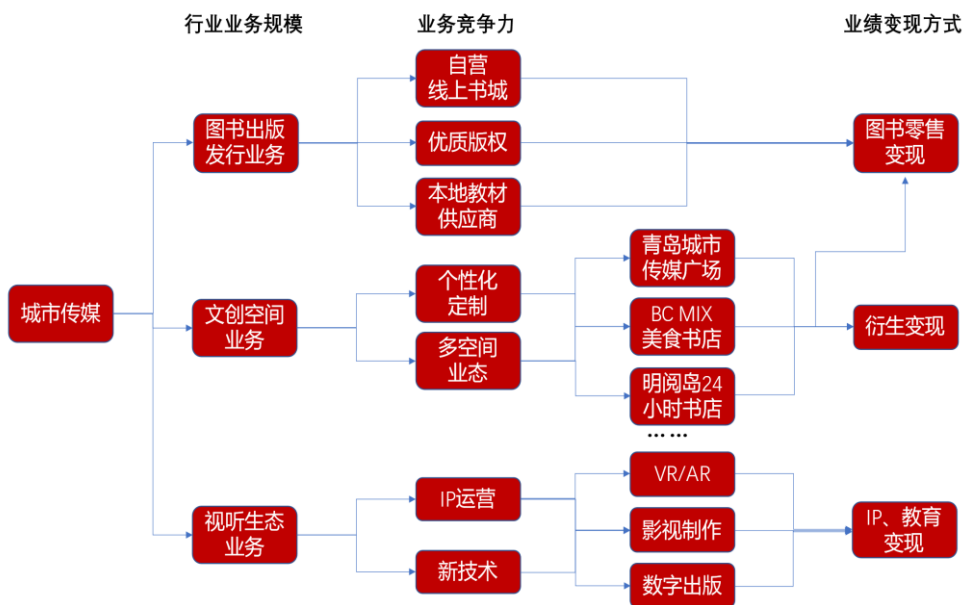 行业业务规模
业务竞争力
业绩变现方式
自营
线上书城
图书出版
发行业务
优质版权
图书零售
变现
本地教材
供应商
青岛城市
传媒广场
个性化
定制
城市传媒
文创空间
业务
BC MIX
美食书店
衍生变现
多空间
业态
明阅岛24
小时书店
... ...
VR/AR
IP运营
视听生态
业务
影视制作
IP、教育
变现
新技术
数字出版